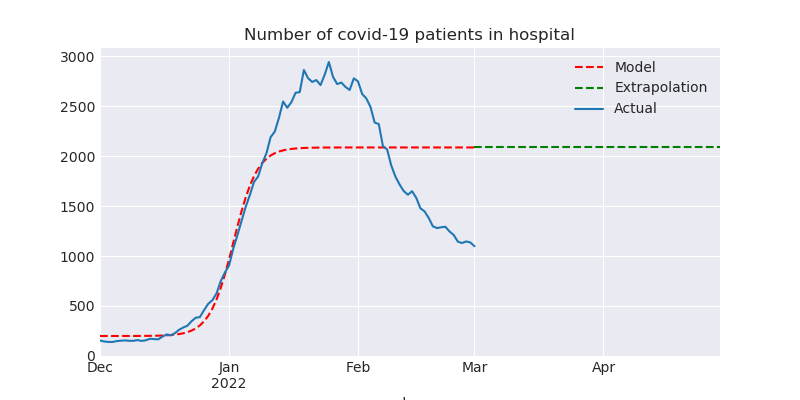 Number of covid-19 patients in hospital
3000
2500
2000
1500
1000
500
0
Model
Extrapolation
Actual
Dec
Jan
2022
Feb
Mar
Apr